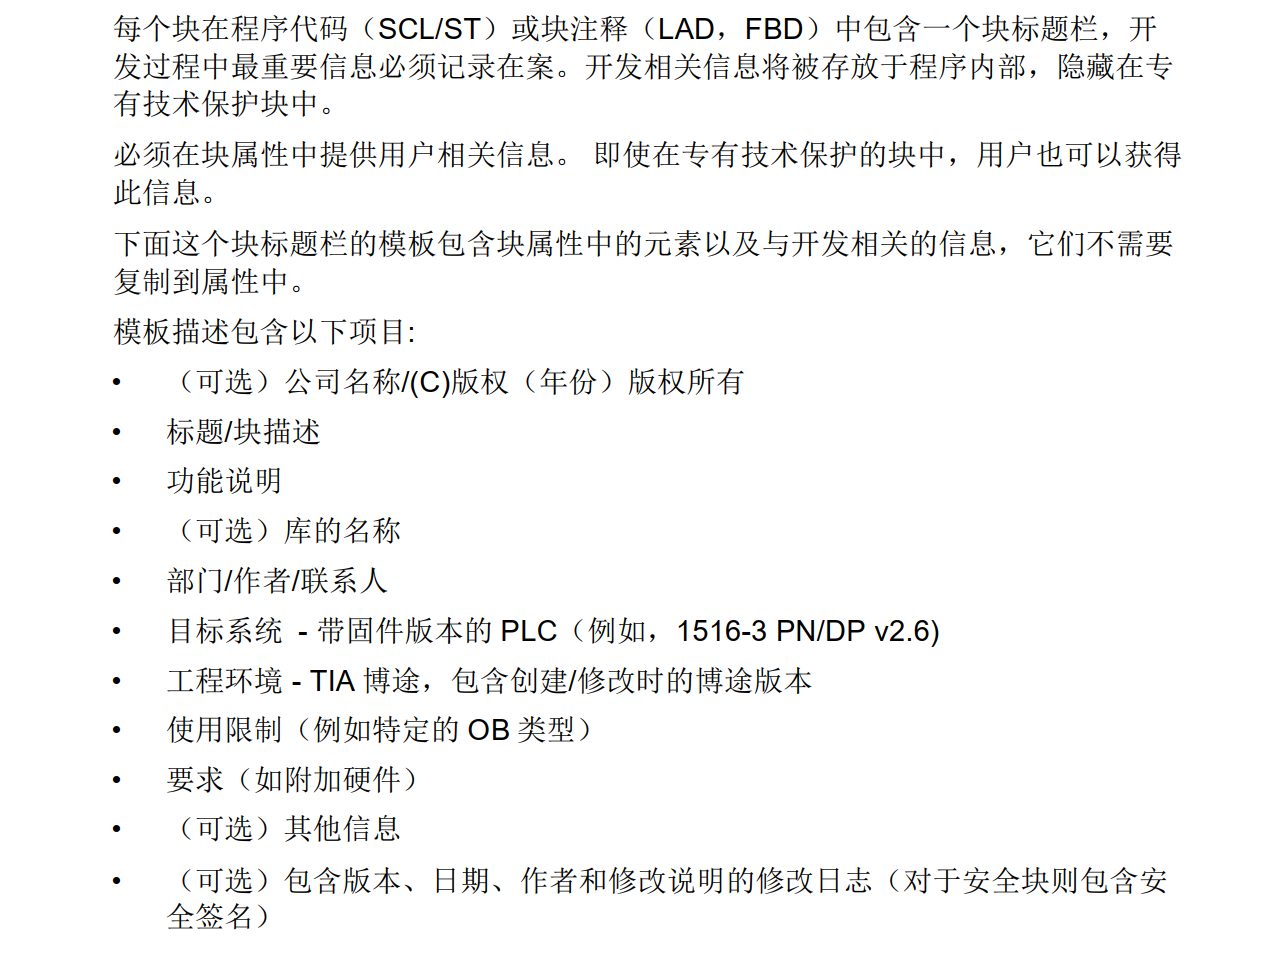 每个块在程序代码（SCL/ST）或块注释（LAD，FBD）中包含一个块标题栏，开
发过程中最重要信息必须记录在案。开发相关信息将被存放于程序内部，隐藏在专
有技术保护块中。
必须在块属性中提供用户相关信息。 即使在专有技术保护的块中，用户也可以获得
此信息。
下面这个块标题栏的模板包含块属性中的元素以及与开发相关的信息，它们不需要
复制到属性中。
模板描述包含以下项目:
• （可选）公司名称/(C)版权（年份）版权所有
• 标题/块描述
• 功能说明
• （可选）库的名称
• 部门/作者/联系人
• 目标系统 - 带固件版本的 PLC（例如，1516-3 PN/DP v2.6)
• 工程环境 - TIA 博途，包含创建/修改时的博途版本
• 使用限制（例如特定的 OB 类型）
• 要求（如附加硬件）
• （可选）其他信息
• （可选）包含版本、日期、作者和修改说明的修改日志（对于安全块则包含安
全签名）